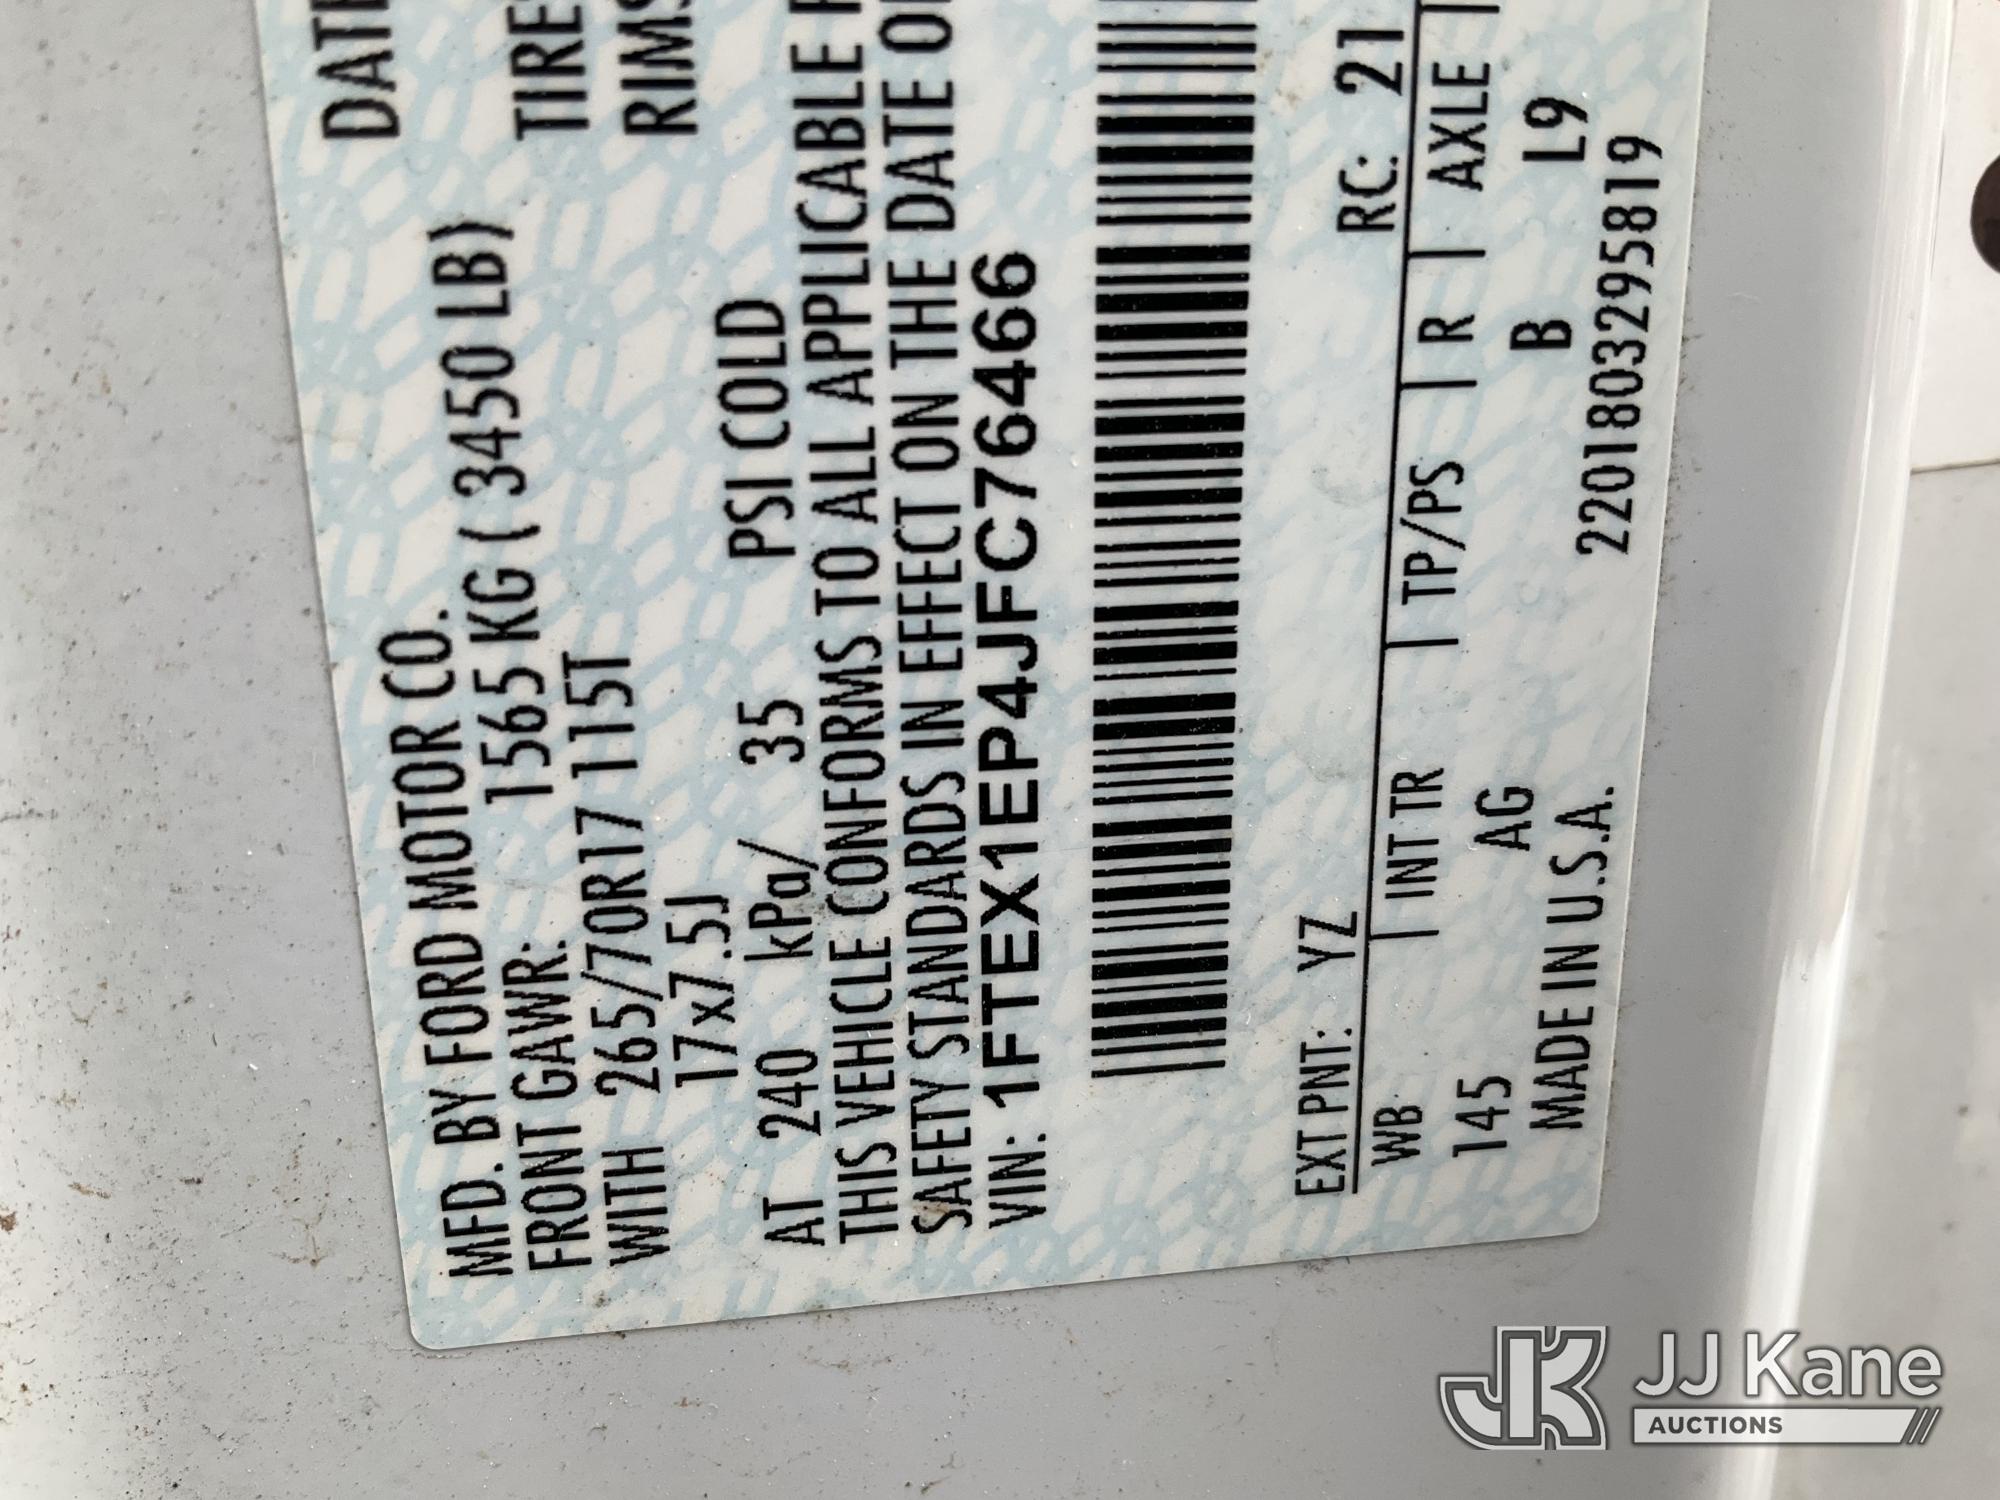 MFD. BY FORD MOTOR CO. DATE
FRONT GAWR: 1565 KG ( 3450 LB)
WITH 265/70R17 115T TIRES
17x7.5J RIMS
AT 240 kPa/ 35 PSI COLD
THIS VEHICLE CONFORMS TO ALL APPLICABLE
SAFETY STANDARDS IN EFFECT ON THE DATE
VIN: 1FTEX1EP4JFC76466
EXT PNT: YZ RC: 21
WB INT TR TP/PS R AXLE
145 AG B L9
MADE IN U.S.A. 2201803295819
JK JJ Kane
AUCTIONS